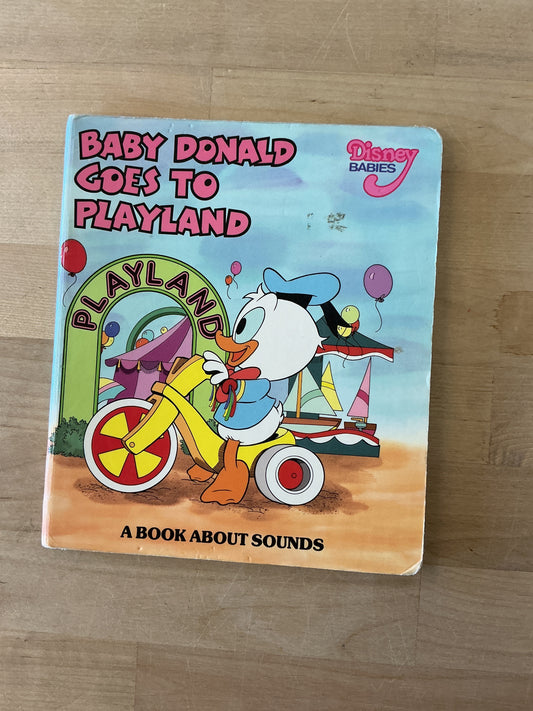 BABY DONALD
GOES TO
PLAYLAND
Disney
BABIES
PLAYLAND
A BOOK ABOUT SOUNDS